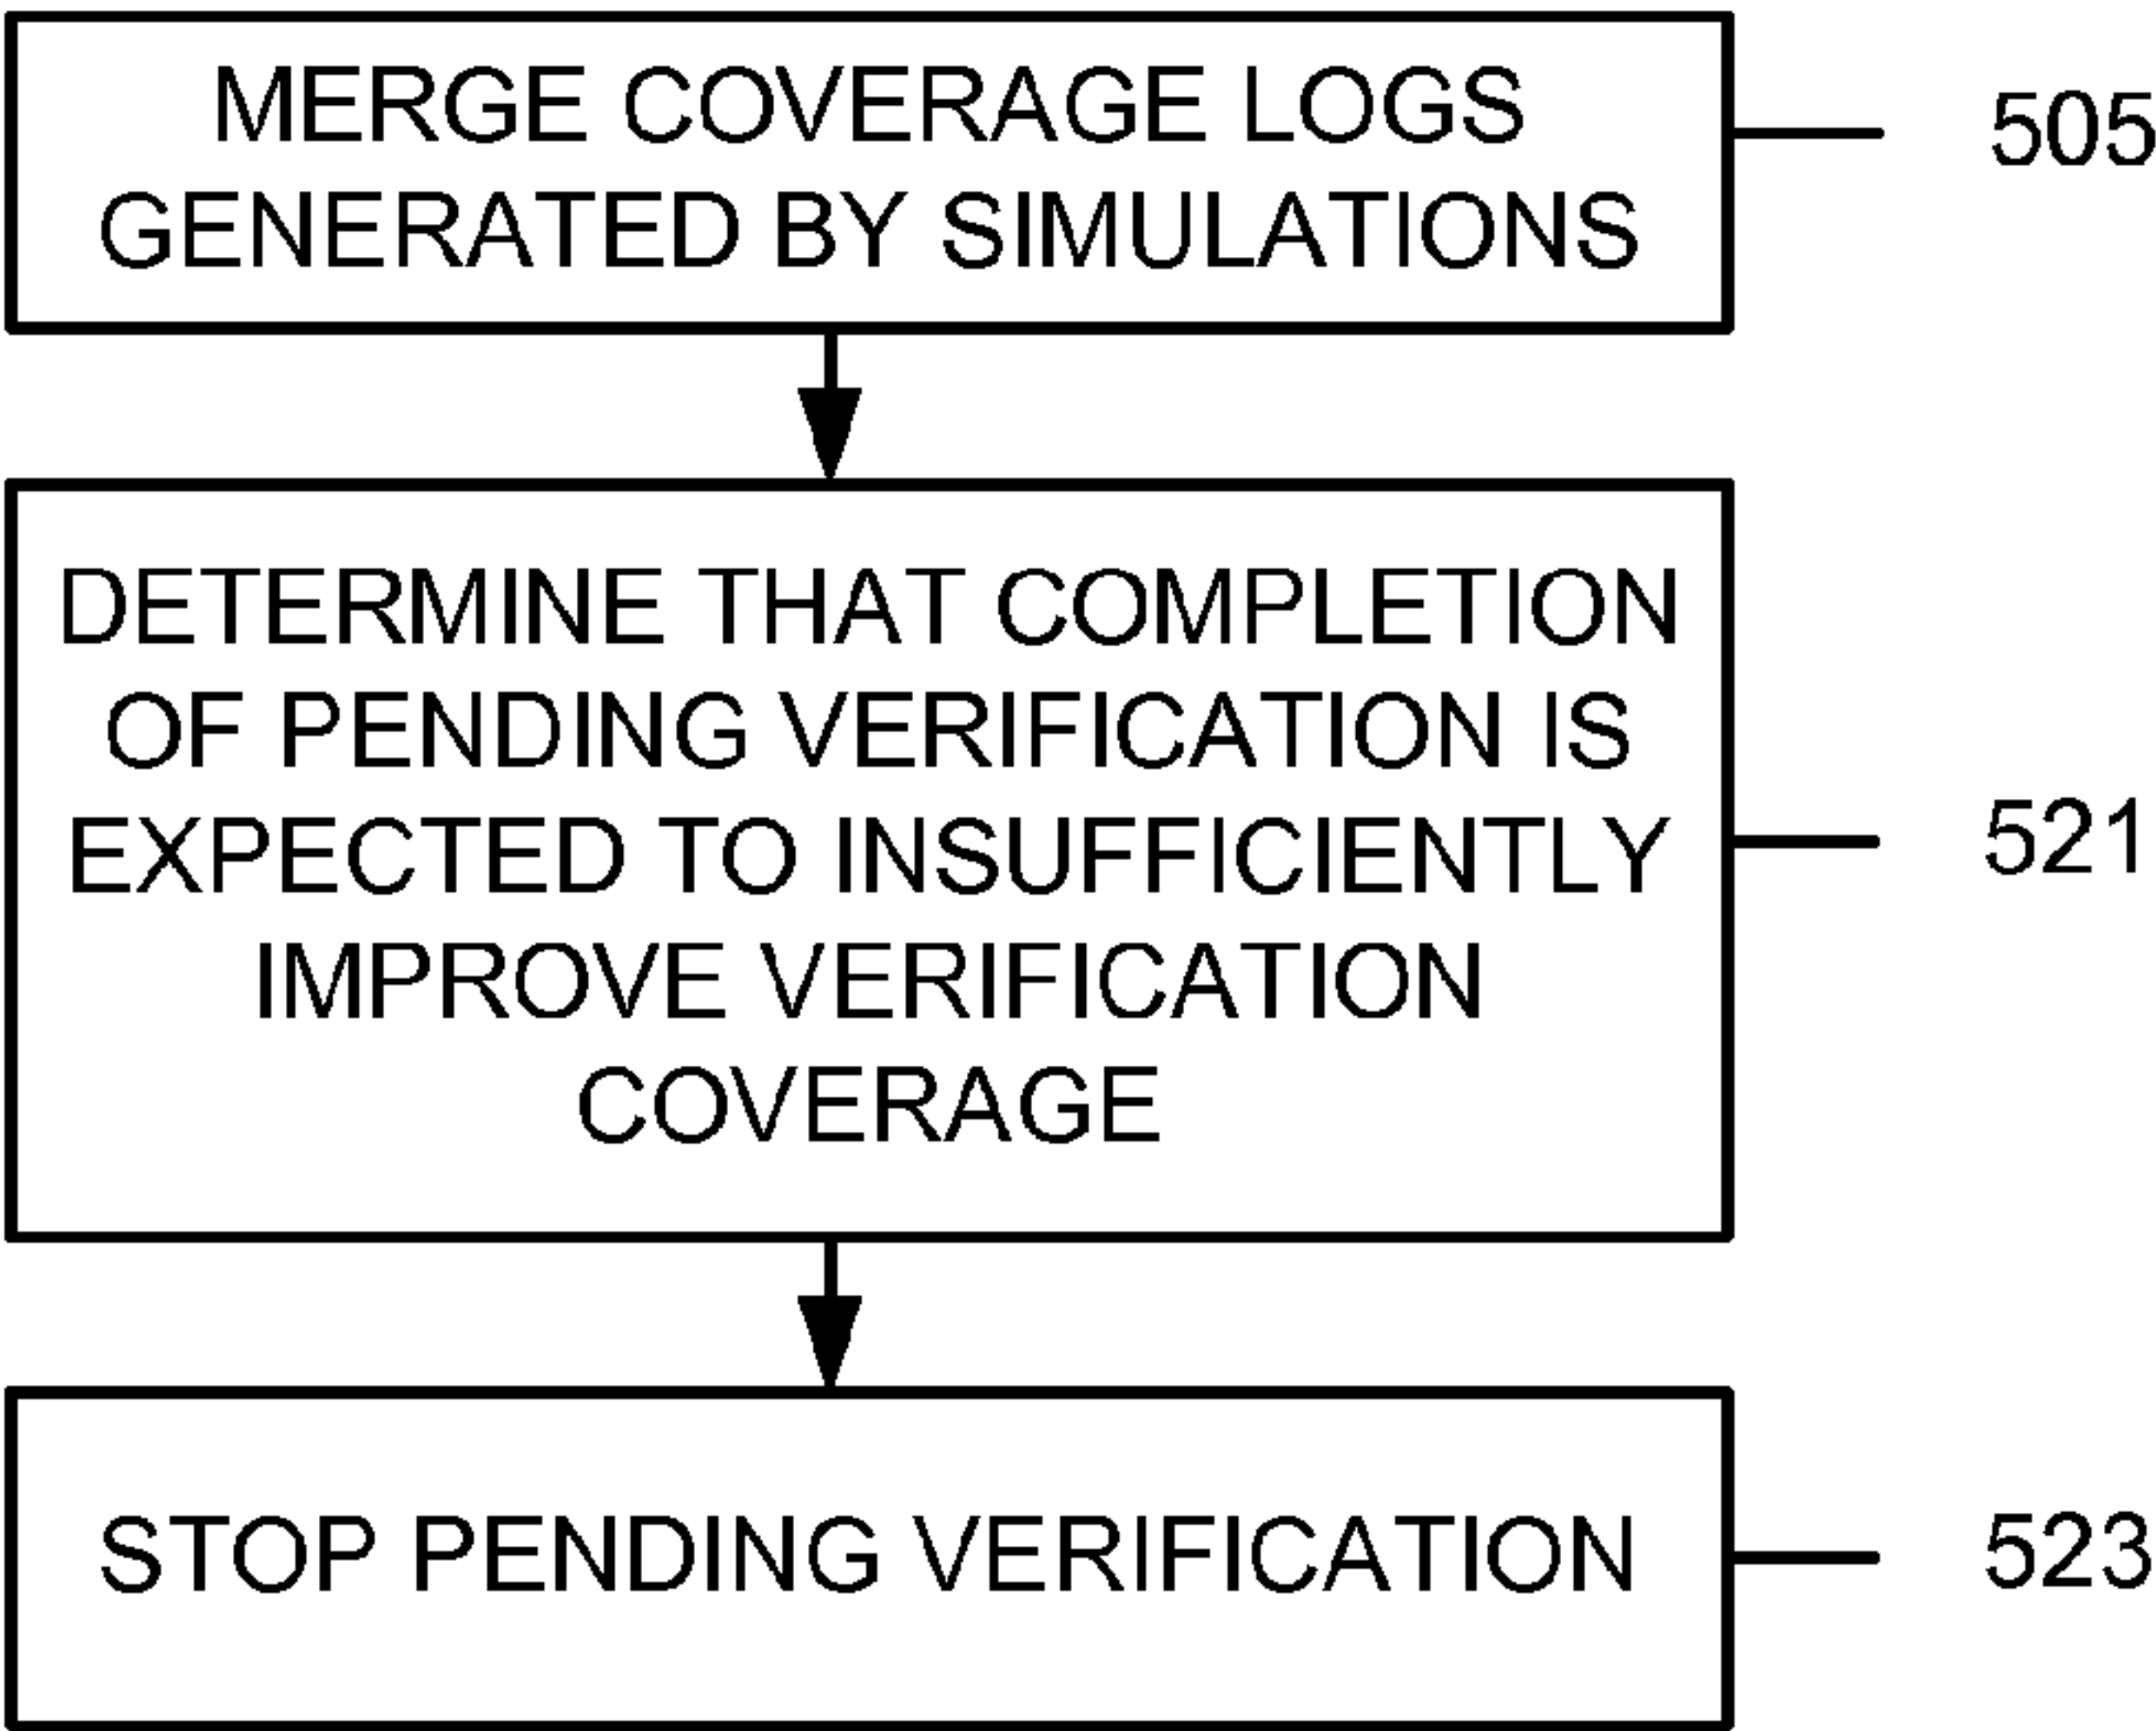 MERGE COVERAGE LOGS
GENERATED BY SIMULATIONS
505
DETERMINE THAT COMPLETION
OF PENDING VERIFICATION IS
EXPECTED TO INSUFFICIENTLY
IMPROVE VERIFICATION
COVERAGE
521
STOP PENDING VERIFICATION
523